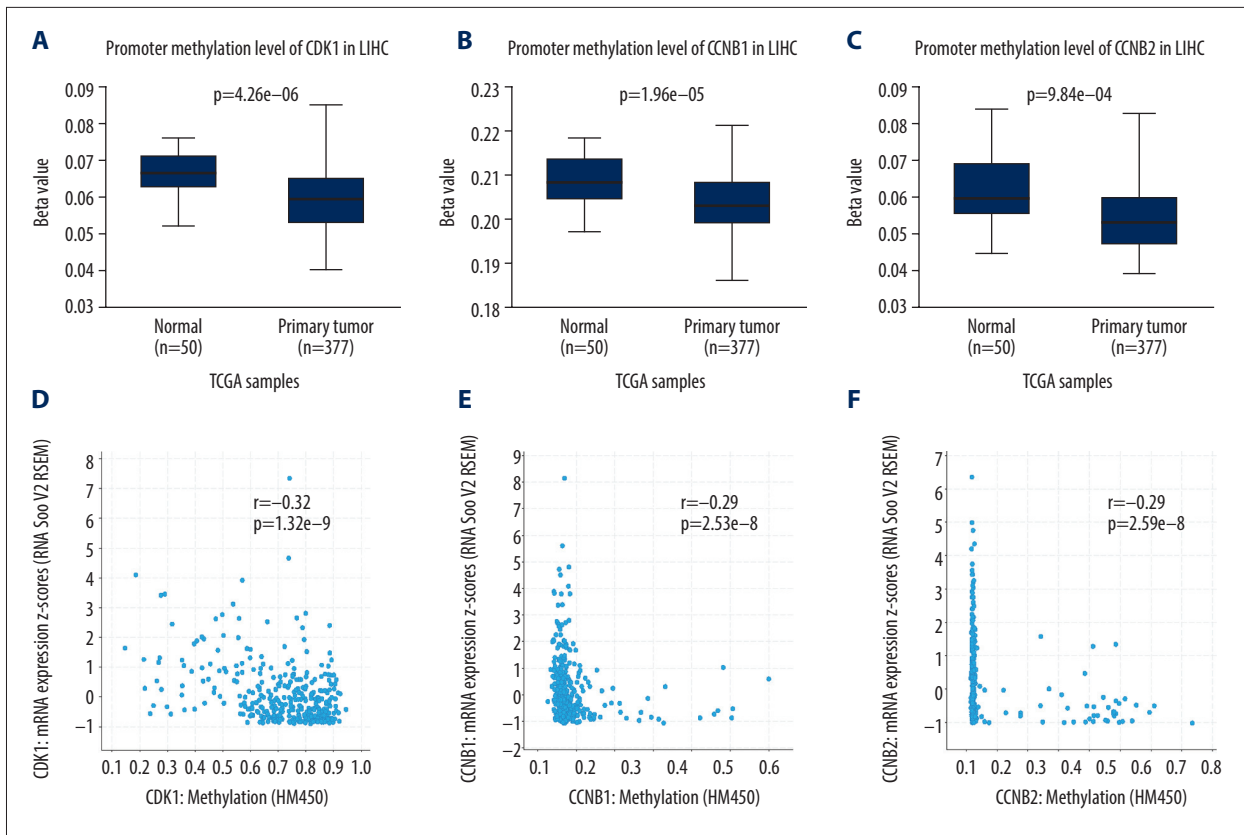 A
Promoter methylation level of CDK1 in LIHC
p=4.26e−06
Beta value
0.09
0.08
0.07
0.06
0.05
0.04
0.03
Normal
(n=50)
Primary tumor
(n=377)
TCGA samples
B
Promoter methylation level of CCNB1 in LIHC
p=1.96e−05
Beta value
0.23
0.22
0.21
0.20
0.19
0.18
Normal
(n=50)
Primary tumor
(n=377)
TCGA samples
C
Promoter methylation level of CCNB2 in LIHC
p=9.84e−04
Beta value
0.09
0.08
0.07
0.06
0.05
0.04
0.03
Normal
(n=50)
Primary tumor
(n=377)
TCGA samples
D
CDK1: mRNA expression z-scores (RNA Soo V2 RSEM)
8
7
6
5
4
3
2
1
0
−1
r=−0.32
p=1.32e−9
0.1 0.2 0.3 0.4 0.5 0.6 0.7 0.8 0.9 1.0
CDK1: Methylation (HM450)
E
CCNB1: mRNA expression z-scores (RNA Soo V2 RSEM)
9
8
7
6
5
4
3
2
1
0
−1
−2
r=−0.29
p=2.53e−8
0.1 0.1 0.2 0.2 0.3 0.3 0.4 0.5 0.6
CCNB1: Methylation (HM450)
F
CCNB2: mRNA expression z-scores (RNA Soo V2 RSEM)
7
6
5
4
3
2
1
0
−1
r=−0.29
p=2.59e−8
0.1 0.1 0.2 0.3 0.4 0.5 0.6 0.7 0.8
CCNB2: Methylation (HM450)